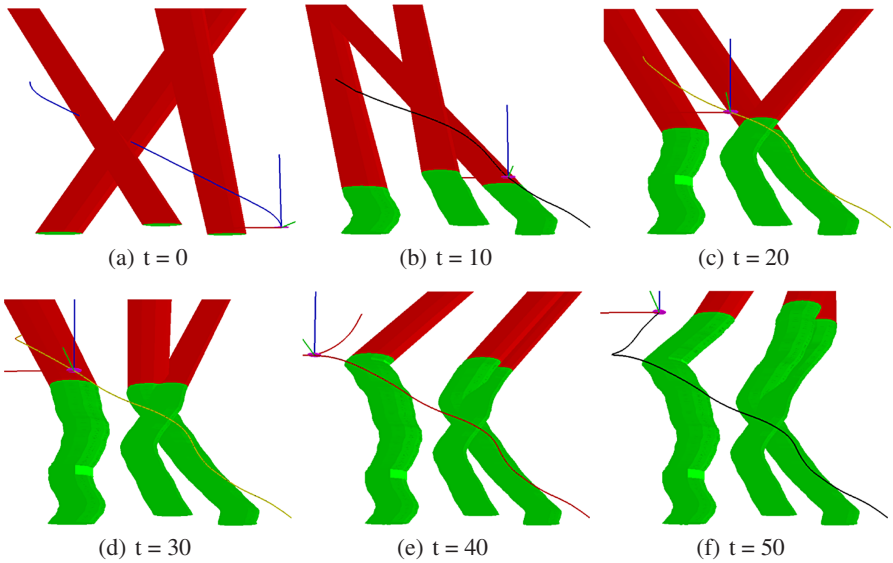 (a) t = 0
(b) t = 10
(c) t = 20
(d) t = 30
(e) t = 40
(f) t = 50